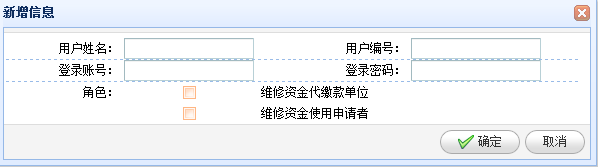 新增信息
用户姓名： 用户编号：
登录账号： 登录密码：
角色： 维修资金代缴款单位
维修资金使用申请者
确定 取消